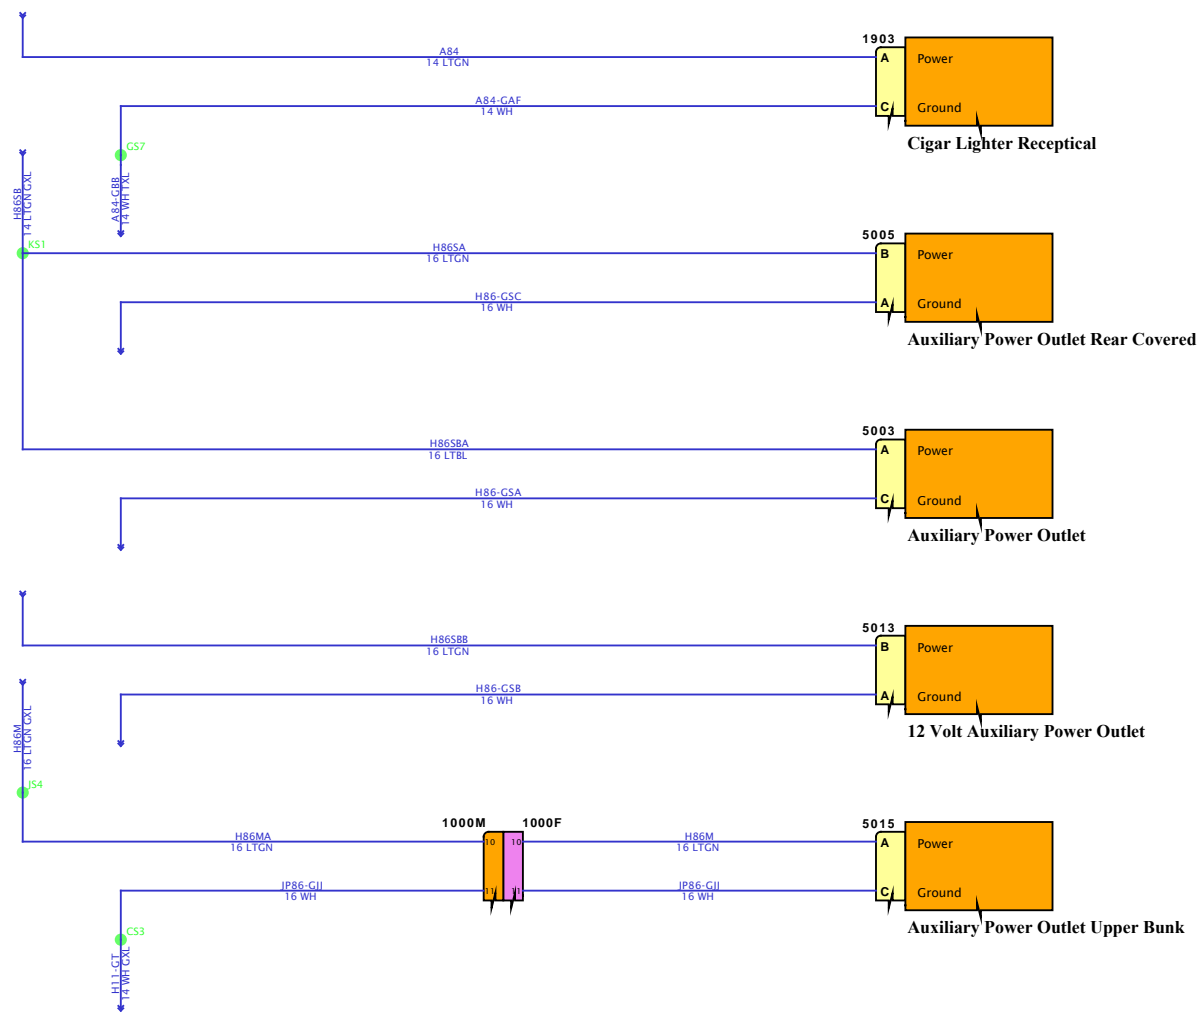 1903
A84
14 LTGN
A
Power
A84-GAF
14 WH
C
Ground
Cigar Lighter Receptical
GS7
A84-GBB
14 WH TXL
H86SB
14 LTGN GXL
KS1
5005
H86SA
16 LTGN
B
Power
H86-GSC
16 WH
A
Ground
Auxiliary Power Outlet Rear Covered
5003
H86SBA
16 LTBL
A
Power
H86-GSA
16 WH
C
Ground
Auxiliary Power Outlet
5013
H86SBB
16 LTGN
B
Power
H86-GSB
16 WH
A
Ground
12 Volt Auxiliary Power Outlet
H86M
16 LTGN GXL
JS4
1000M
1000F
5015
H86MA
16 LTGN
10
10
H86M
16 LTGN
A
Power
JP86-GJJ
16 WH
11
11
JP86-GJJ
16 WH
C
Ground
Auxiliary Power Outlet Upper Bunk
CS3
H11-GT
14 WH GXL